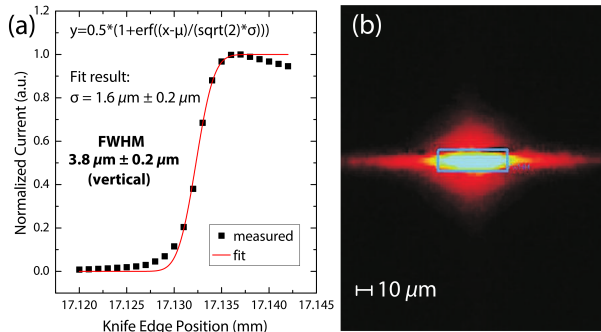 (a)
y=0.5*(1+erf((x-μ)/(sqrt(2)*σ)))
Fit result:
σ = 1.6 μm ± 0.2 μm
FWHM
3.8 μm ± 0.2 μm
(vertical)
measured
fit
Normalized Current (a.u.)
1.0
0.8
0.6
0.4
0.2
0.0
17.120 17.125 17.130 17.135 17.140 17.145
Knife Edge Position (mm)
(b)
10 μm